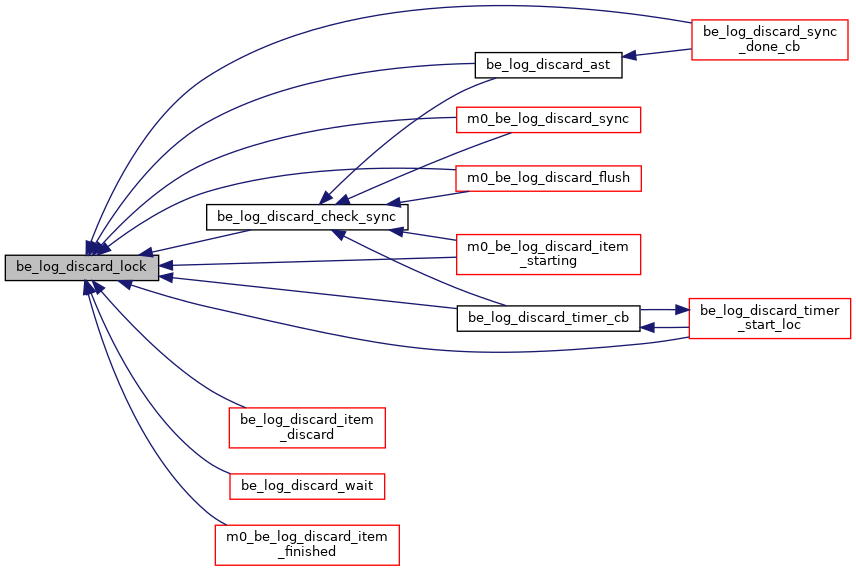 be_log_discard_sync
_done_cb
be_log_discard_ast
m0_be_log_discard_sync
m0_be_log_discard_flush
be_log_discard_check_sync
m0_be_log_discard_item
_starting
be_log_discard_lock
be_log_discard_timer_cb
be_log_discard_timer
_start_loc
be_log_discard_item
_discard
be_log_discard_wait
m0_be_log_discard_item
_finished